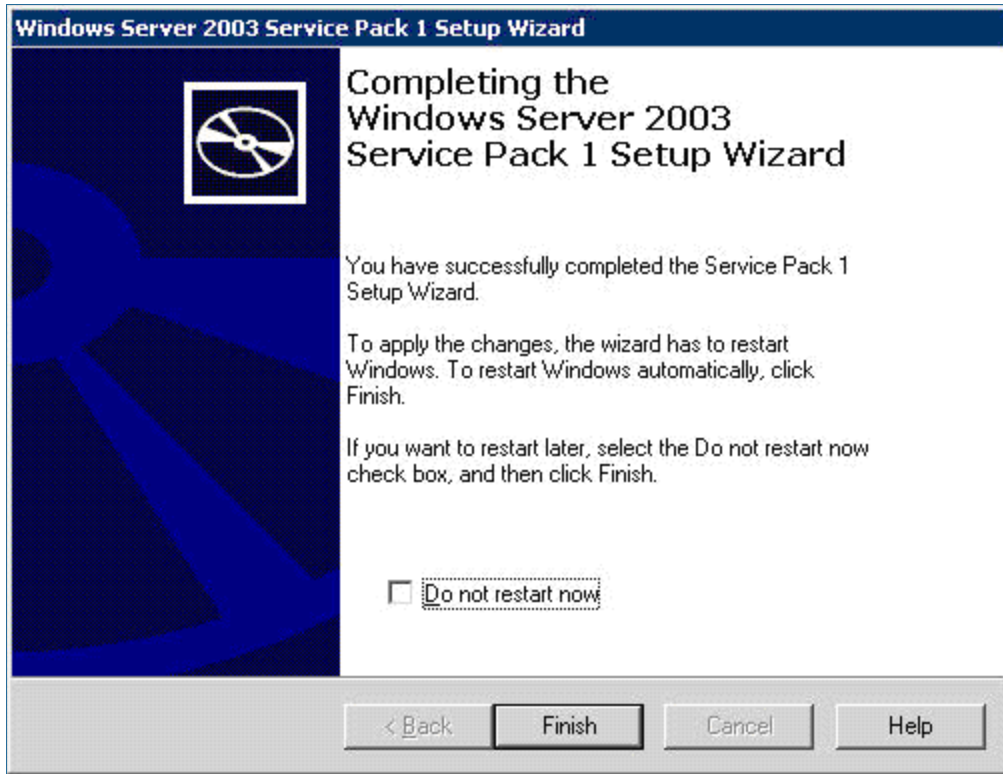 Windows Server 2003 Service Pack 1 Setup Wizard
Completing the
Windows Server 2003
Service Pack 1 Setup Wizard
You have successfully completed the Service Pack 1
Setup Wizard.
To apply the changes, the wizard has to restart
Windows. To restart Windows automatically, click
Finish.
If you want to restart later, select the Do not restart now
check box, and then click Finish.
Do not restart now
< Back
Finish
Cancel
Help